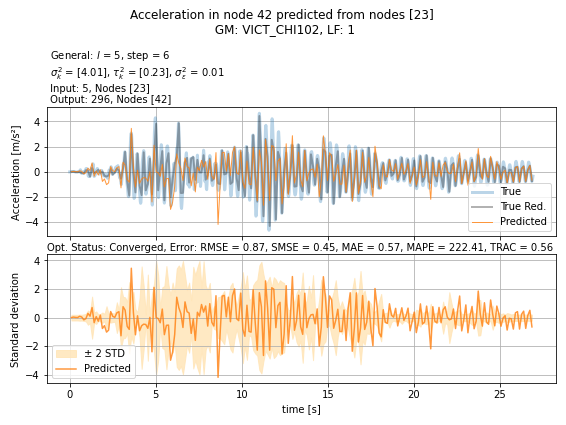 Acceleration in node 42 predicted from nodes [23]
GM: VICT_CHI102, LF: 1
General: l = 5, step = 6
σ²ₖ = [4.01], τ²ₖ = [0.23], σ²ε = 0.01
Input: 5, Nodes [23]
Output: 296, Nodes [42]
Acceleration [m/s²]
4
2
0
−2
−4
True
True Red.
Predicted
Opt. Status: Converged, Error: RMSE = 0.87, SMSE = 0.45, MAE = 0.57, MAPE = 222.41, TRAC = 0.56
Standard deviation
4
2
0
−2
−4
± 2 STD
Predicted
0 5 10 15 20 25
time [s]